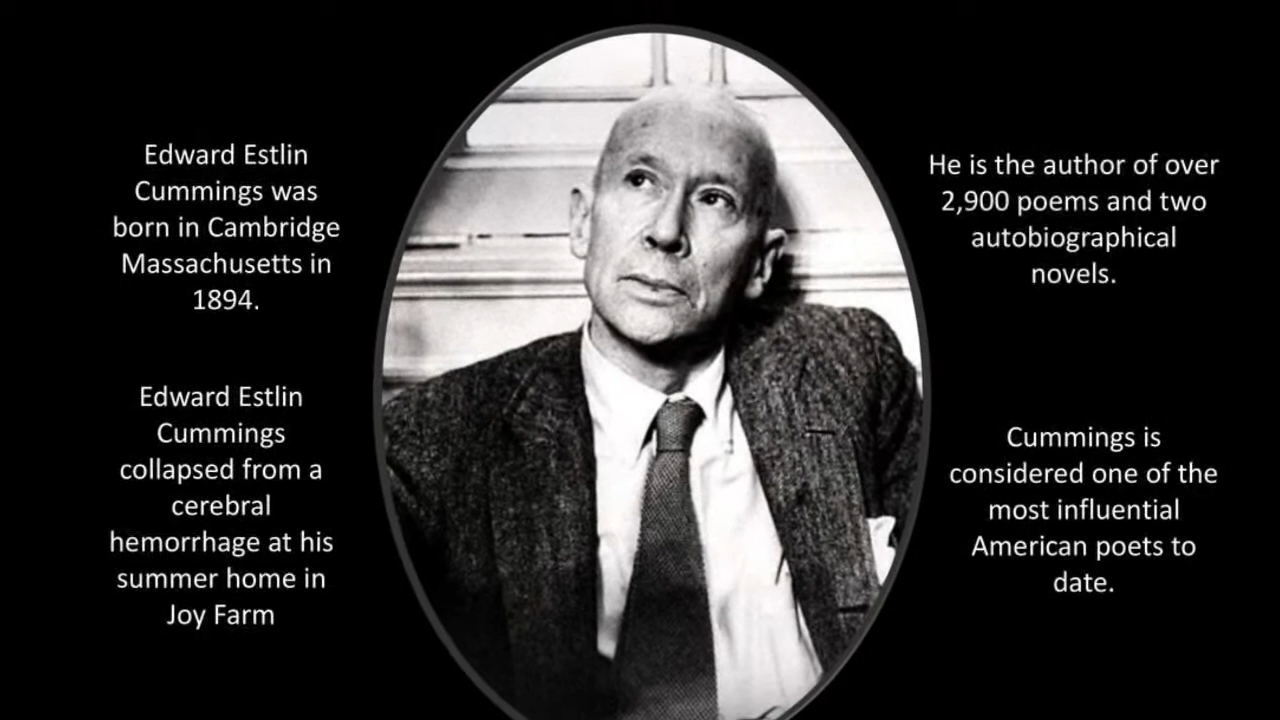 Edward Estlin
Cummings was
born in Cambridge
Massachusetts in
1894.
Edward Estlin
Cummings
collapsed from a
cerebral
hemorrhage at his
summer home in
Joy Farm
He is the author of over
2,900 poems and two
autobiographical
novels.
Cummings is
considered one of the
most influential
American poets to
date.